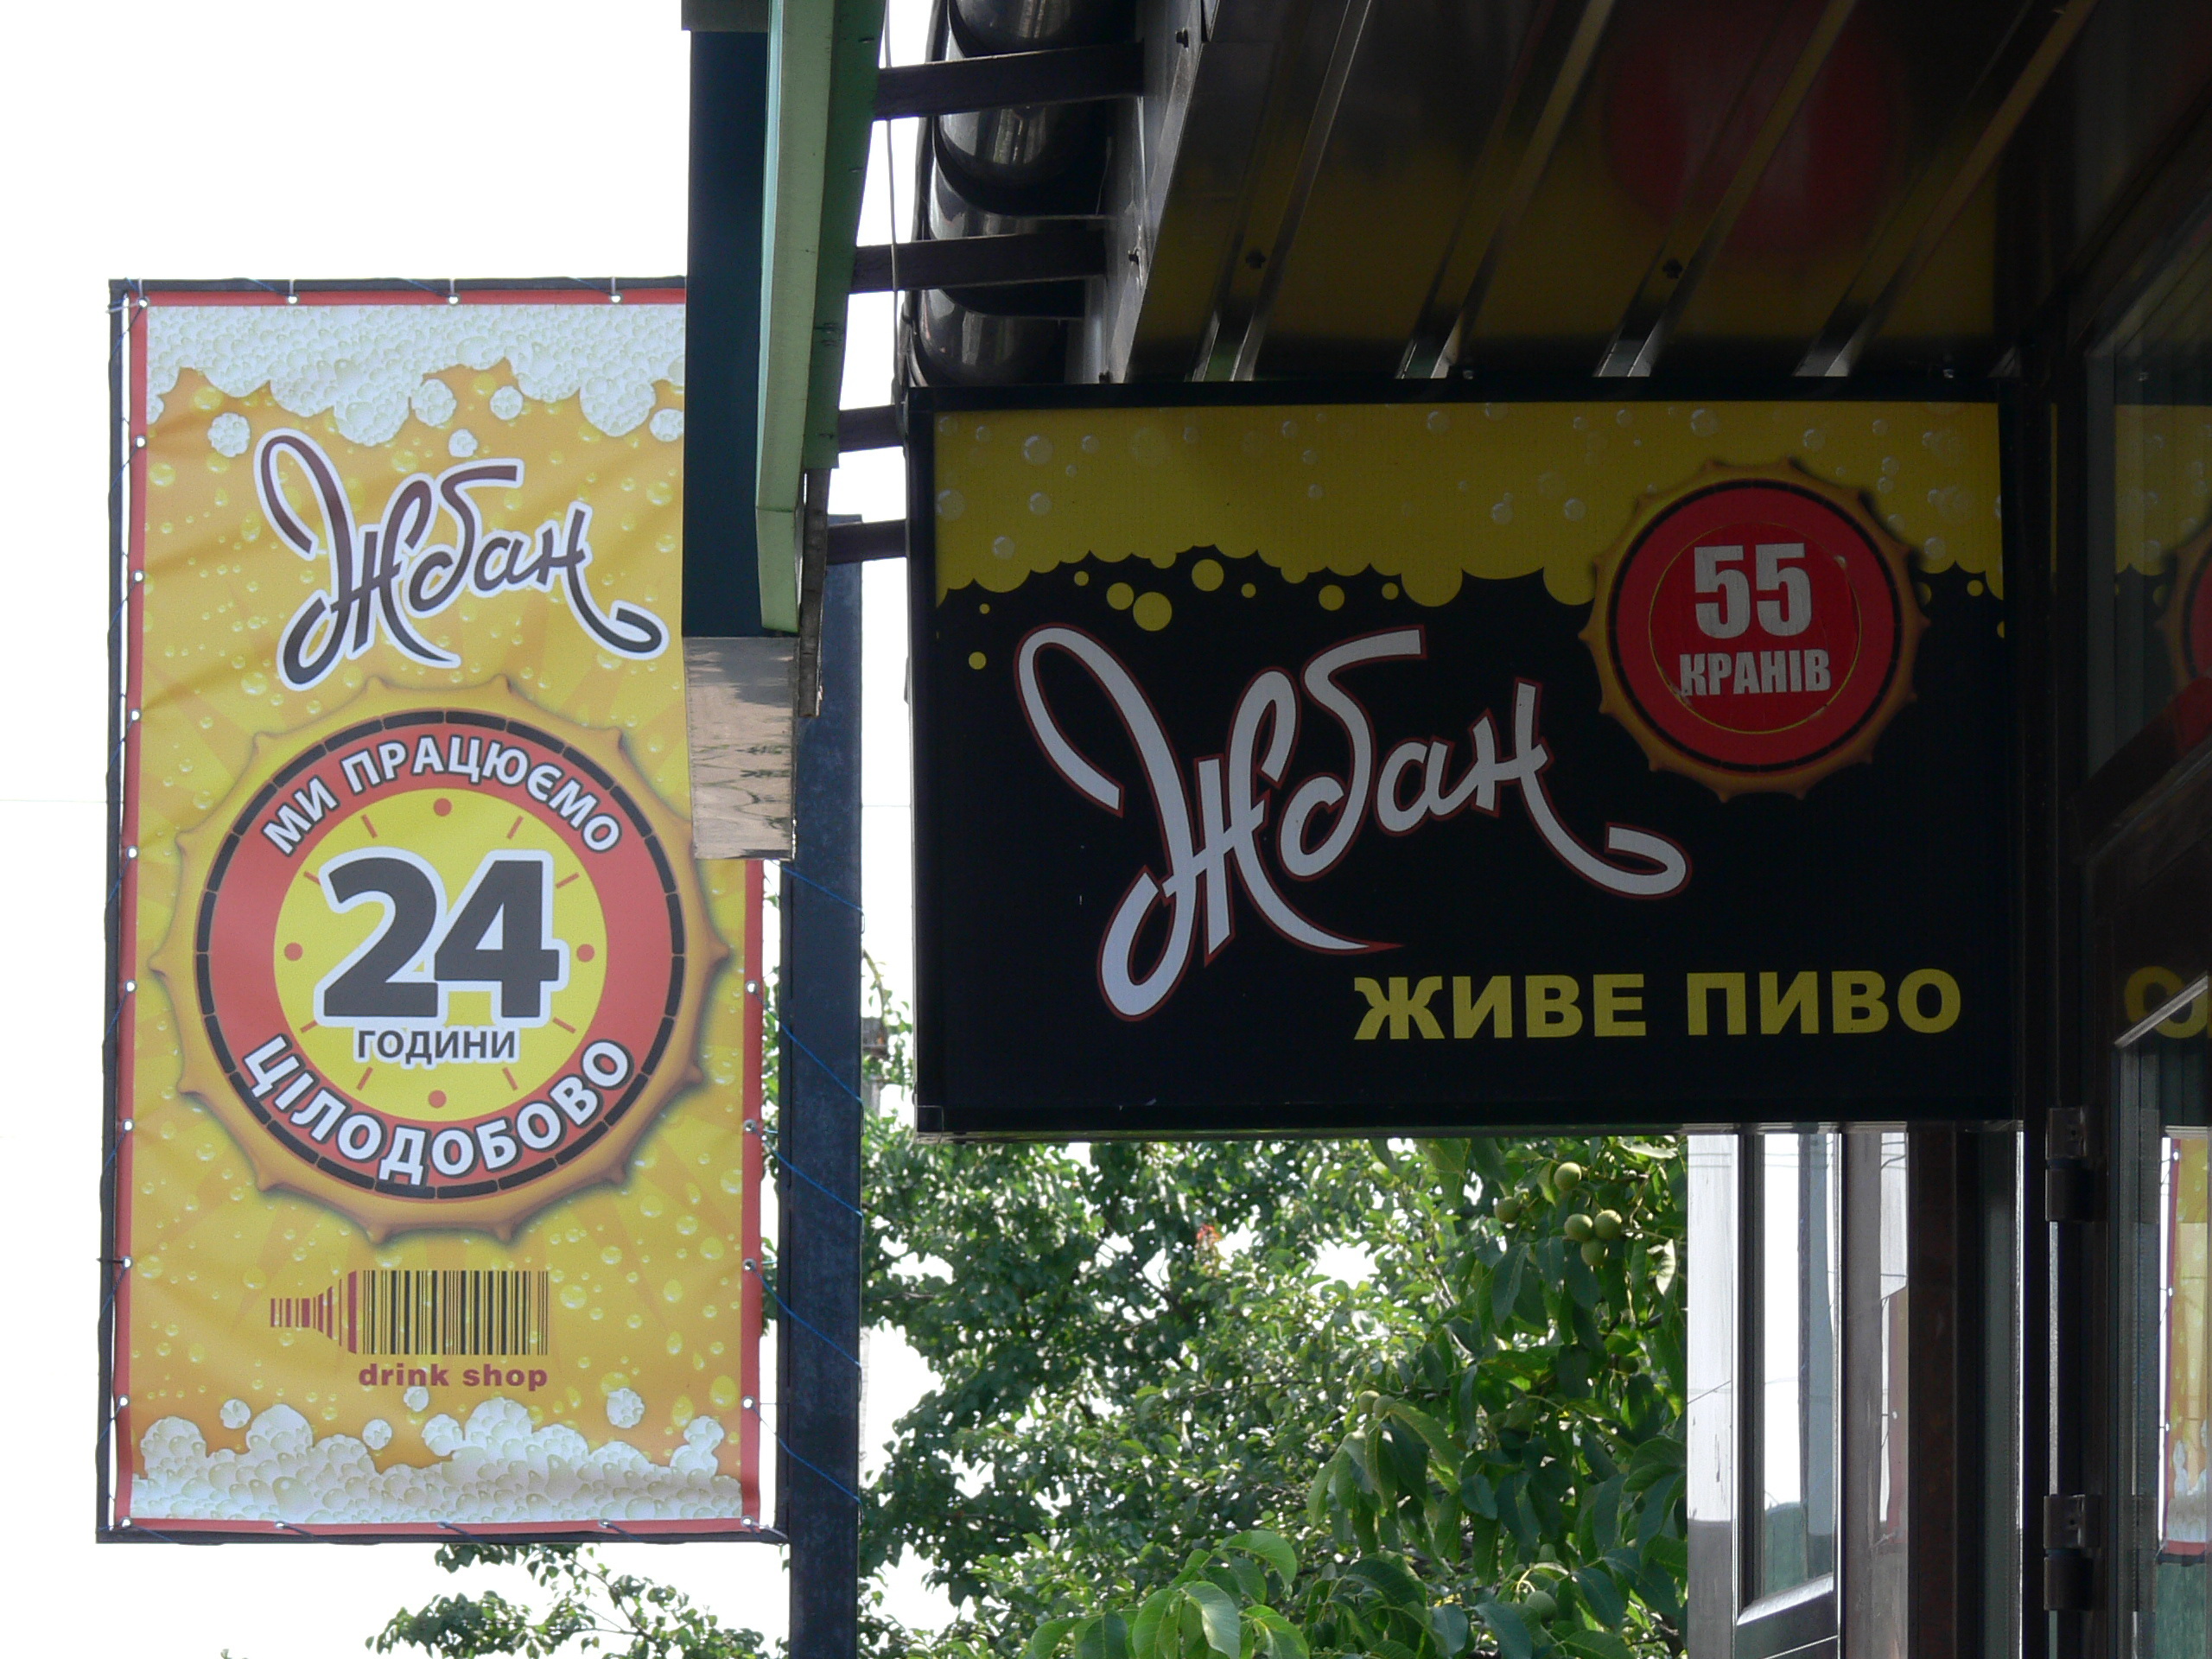 Жбан
МИ ПРАЦЮЄМО
24
ГОДИНИ
ЦІЛОДОБОВО
drink shop
55
КРАНІВ
Жбан
ЖИВЕ ПИВО